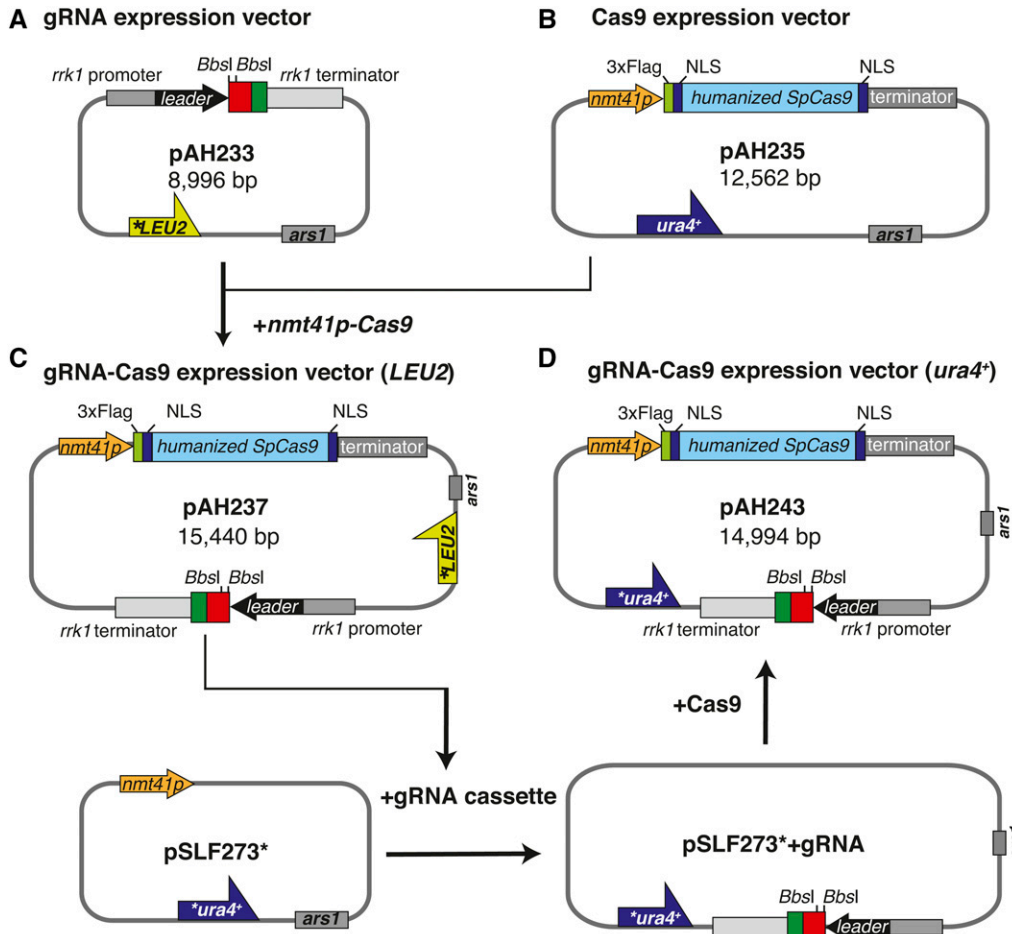 A gRNA expression vector
BbsI BbsI
rrk1 promoter
rrk1 terminator
leader
pAH233
8,996 bp
*LEU2
ars1
B Cas9 expression vector
3xFlag NLS NLS
nmt41p humanized SpCas9 terminator
pAH235
12,562 bp
ura4+
ars1
+nmt41p-Cas9
C gRNA-Cas9 expression vector (LEU2)
3xFlag NLS NLS
nmt41p humanized SpCas9 terminator
ars1
pAH237
15,440 bp
*LEU2
BbsI BbsI
leader
rrk1 terminator rrk1 promoter
D gRNA-Cas9 expression vector (ura4+)
3xFlag NLS NLS
nmt41p humanized SpCas9 terminator
pAH243
14,994 bp
ars1
*ura4+
BbsI BbsI
leader
rrk1 terminator rrk1 promoter
+Cas9
nmt41p
+gRNA cassette
pSLF273*
*ura4+
ars1
pSLF273*+gRNA
BbsI BbsI
*ura4+
leader